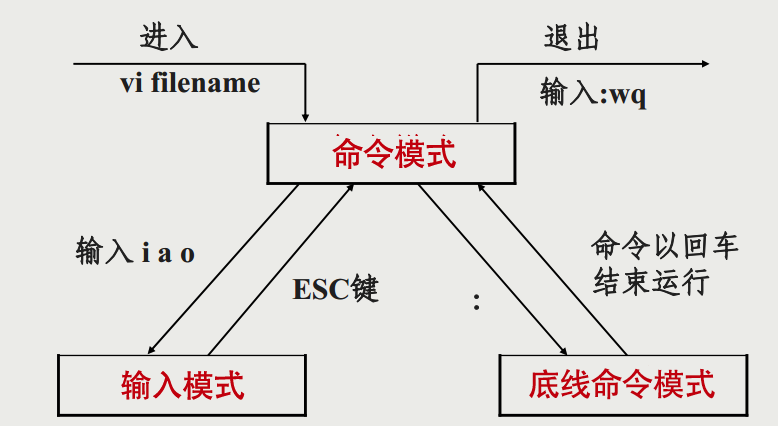 进入
退出
vi filename
输入:wq
命令模式
输入 i a o
命令以回车
结束运行
ESC键
:
输入模式
底线命令模式